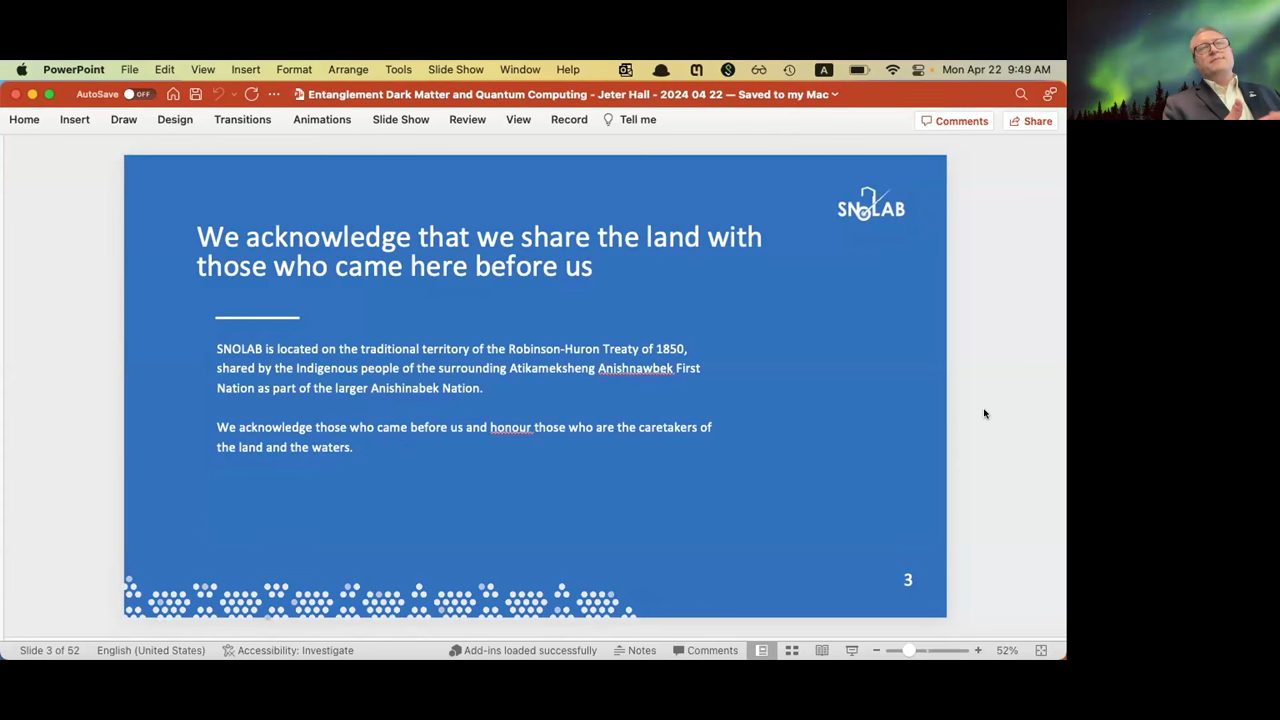 PowerPoint File Edit View Insert Format Arrange Tools Slide Show Window Help A Mon Apr 22 9:49 AM
AutoSave OFF Entanglement Dark Matter and Quantum Computing - Jeter Hall - 2024 04 22 — Saved to my Mac
Home Insert Draw Design Transitions Animations Slide Show Review View Record Tell me Comments Share
SNOLAB
We acknowledge that we share the land with
those who came here before us
SNOLAB is located on the traditional territory of the Robinson-Huron Treaty of 1850,
shared by the Indigenous people of the surrounding Atikameksheng Anishnawbek First
Nation as part of the larger Anishinabek Nation.
We acknowledge those who came before us and honour those who are the caretakers of
the land and the waters.
3
Slide 3 of 52 English (United States) Accessibility: Investigate Add-ins loaded successfully Notes Comments 52%